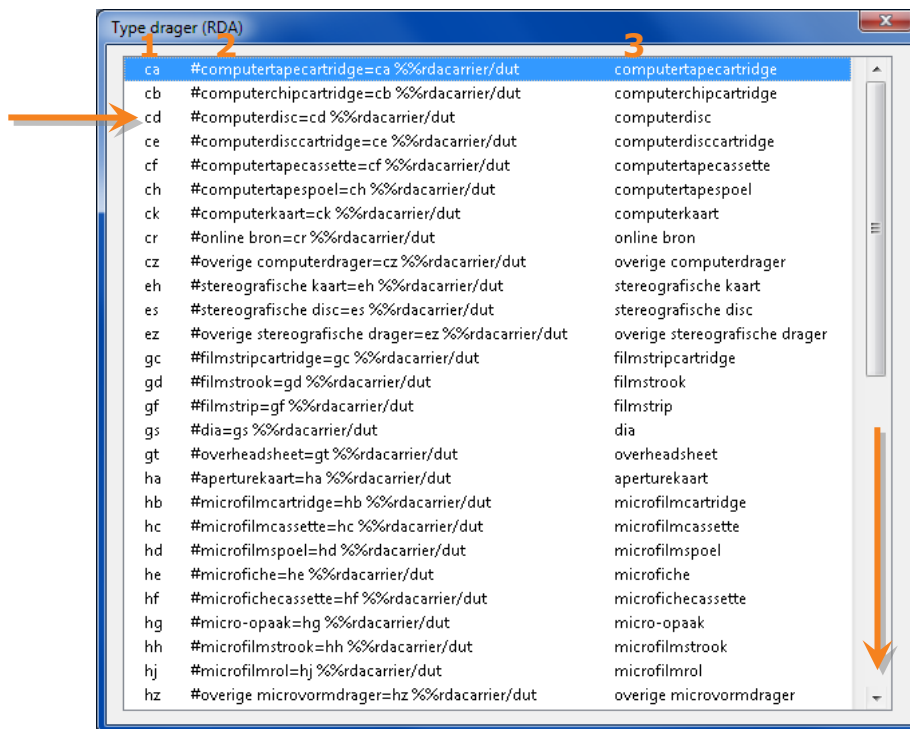 Type drager (RDA)
1 2 3
ca #computertapecartridge=ca %%rdacarrier/dut computertapecartridge
cb #computerchipcartridge=cb %%rdacarrier/dut computerchipcartridge
cd #computerdisc=cd %%rdacarrier/dut computerdisc
ce #computerdisccartridge=ce %%rdacarrier/dut computerdisccartridge
cf #computertapecassette=cf %%rdacarrier/dut computertapecassette
ch #computertapespoel=ch %%rdacarrier/dut computertapespoel
ck #computerkaart=ck %%rdacarrier/dut computerkaart
cr #online bron=cr %%rdacarrier/dut online bron
cz #overige computerdrager=cz %%rdacarrier/dut overige computerdrager
eh #stereografische kaart=eh %%rdacarrier/dut stereografische kaart
es #stereografische disc=es %%rdacarrier/dut stereografische disc
ez #overige stereografische drager=ez %%rdacarrier/dut overige stereografische drager
gc #filmstripcartridge=gc %%rdacarrier/dut filmstripcartridge
gd #filmstrook=gd %%rdacarrier/dut filmstrook
gf #filmstrip=gf %%rdacarrier/dut filmstrip
gs #dia=gs %%rdacarrier/dut dia
gt #overheadsheet=gt %%rdacarrier/dut overheadsheet
ha #aperturekaart=ha %%rdacarrier/dut aperturekaart
hb #microfilmcartridge=hb %%rdacarrier/dut microfilmcartridge
hc #microfilmcassette=hc %%rdacarrier/dut microfilmcassette
hd #microfilmspoel=hd %%rdacarrier/dut microfilmspoel
he #microfiche=he %%rdacarrier/dut microfiche
hf #microfichecassette=hf %%rdacarrier/dut microfichecassette
hg #micro-opaak=hg %%rdacarrier/dut micro-opaak
hh #microfilmstrook=hh %%rdacarrier/dut microfilmstrook
hj #microfilmrol=hj %%rdacarrier/dut microfilmrol
hz #overige microvormdrager=hz %%rdacarrier/dut overige microvormdrager